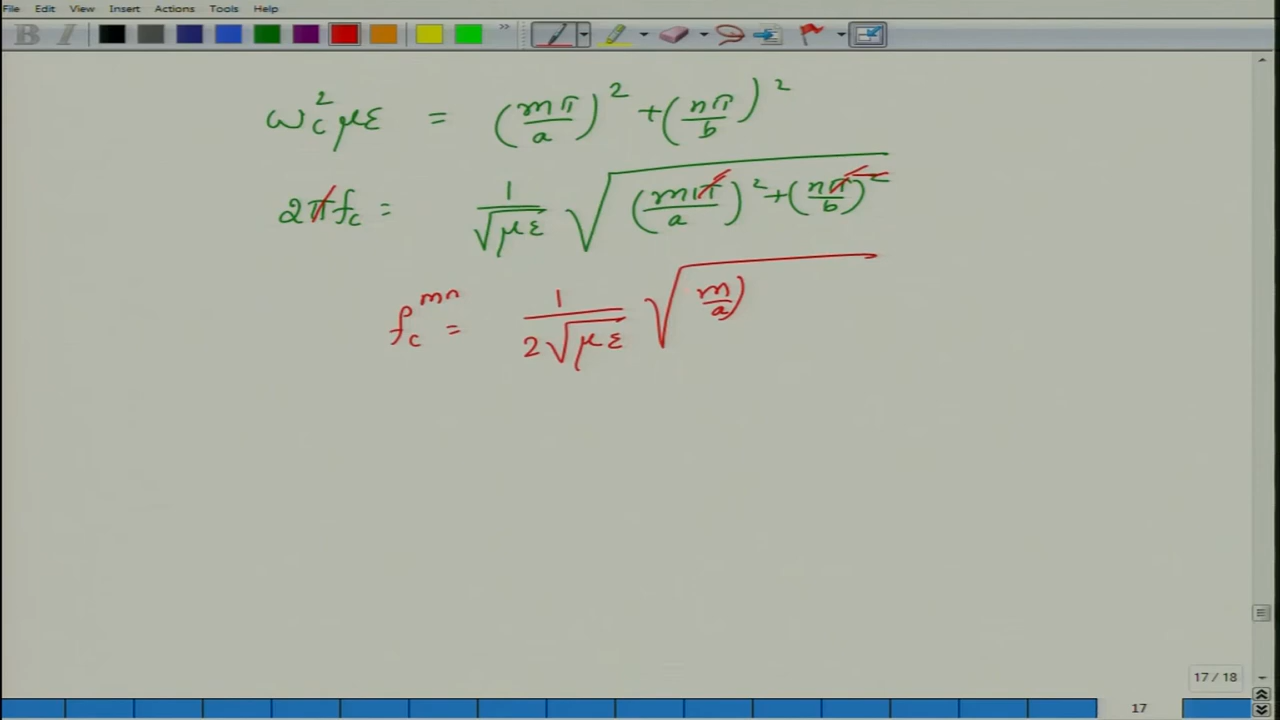 File Edit View Insert Actions Tools Help
B I
ω_c² με = (mπ/a)² + (nπ/b)²
2πf_c = 1/√με √(mπ/a)² + (nπ/b)²
f_c^mn = 1/2√με √m/a)
17 / 18
17